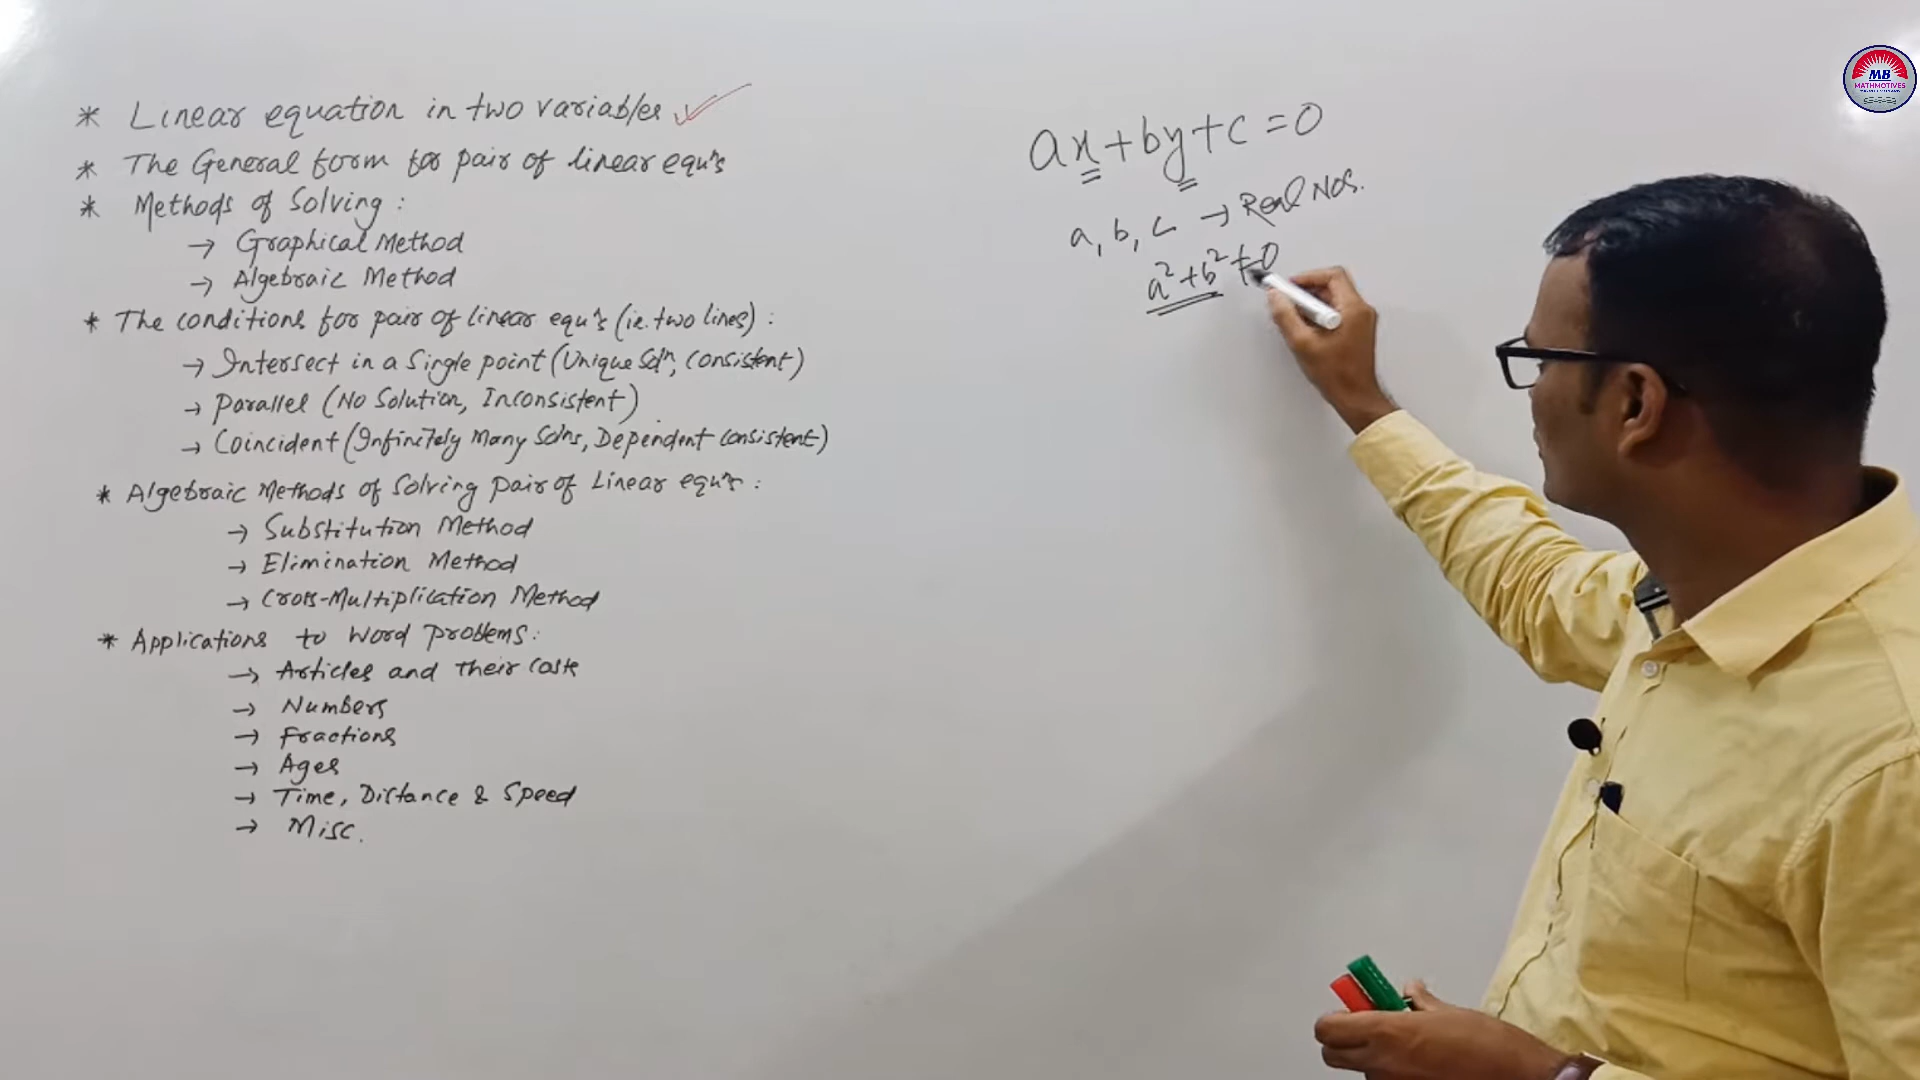 * Linear equation in two variables ✓
* The General form for pair of linear equns
* Methods of Solving :
→ Graphical Method
→ Algebraic Method
* The conditions for pair of linear equns (ie. two lines) :
→ Intersect in a Single point (Unique Soln, Consistent)
→ Parallel (No Solution, Inconsistent)
→ Coincident (Infinitely Many Solns, Dependent Consistent)
* Algebraic Methods of Solving pair of Linear equns :
→ Substitution Method
→ Elimination Method
→ Cross-Multiplication Method
* Applications to Word Problems :
→ Articles and their Costs
→ Numbers
→ Fractions
→ Ages
→ Time, Distance & Speed
→ Misc.
ax + by + c = 0
a, b, c → Real Nos.
a² + b² ≠ 0
MB
MATHMOTIVES